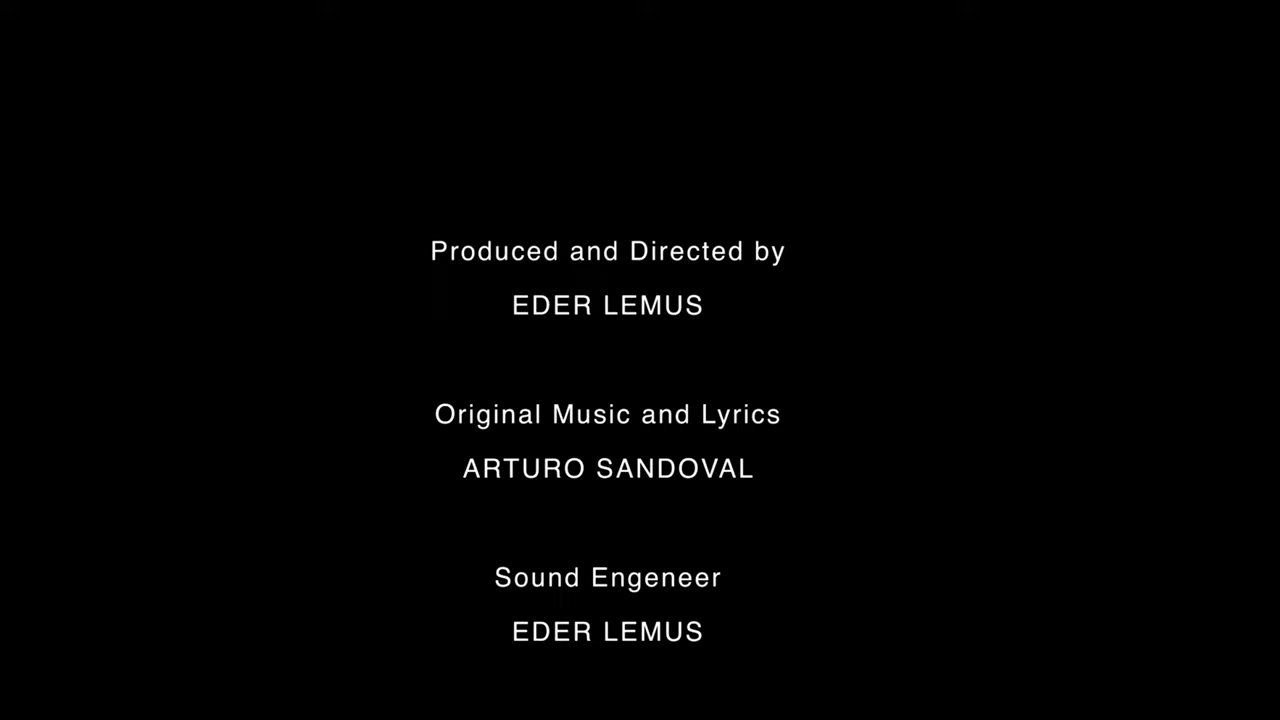 Produced and Directed by
EDER LEMUS
Original Music and Lyrics
ARTURO SANDOVAL
Sound Engeneer
EDER LEMUS